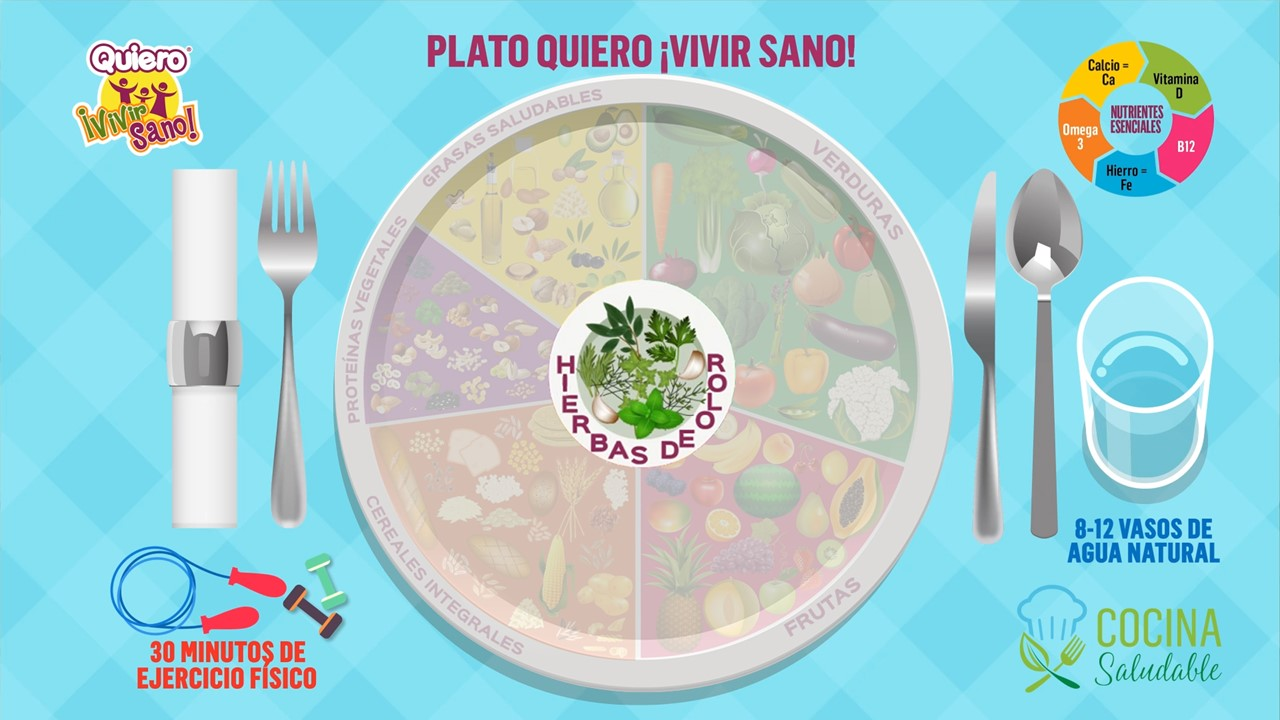 PLATO QUIERO ¡VIVIR SANO!
Quiero
¡Vivir
Sano!
Calcio =
Ca
Vitamina
D
NUTRIENTES
ESENCIALES
Omega
3
B12
Hierro =
Fe
GRASAS SALUDABLES
VERDURAS
PROTEÍNAS VEGETALES
HIERBAS DE OLOR
CEREALES INTEGRALES
FRUTAS
8-12 VASOS DE
AGUA NATURAL
30 MINUTOS DE
EJERCICIO FÍSICO
COCINA
Saludable